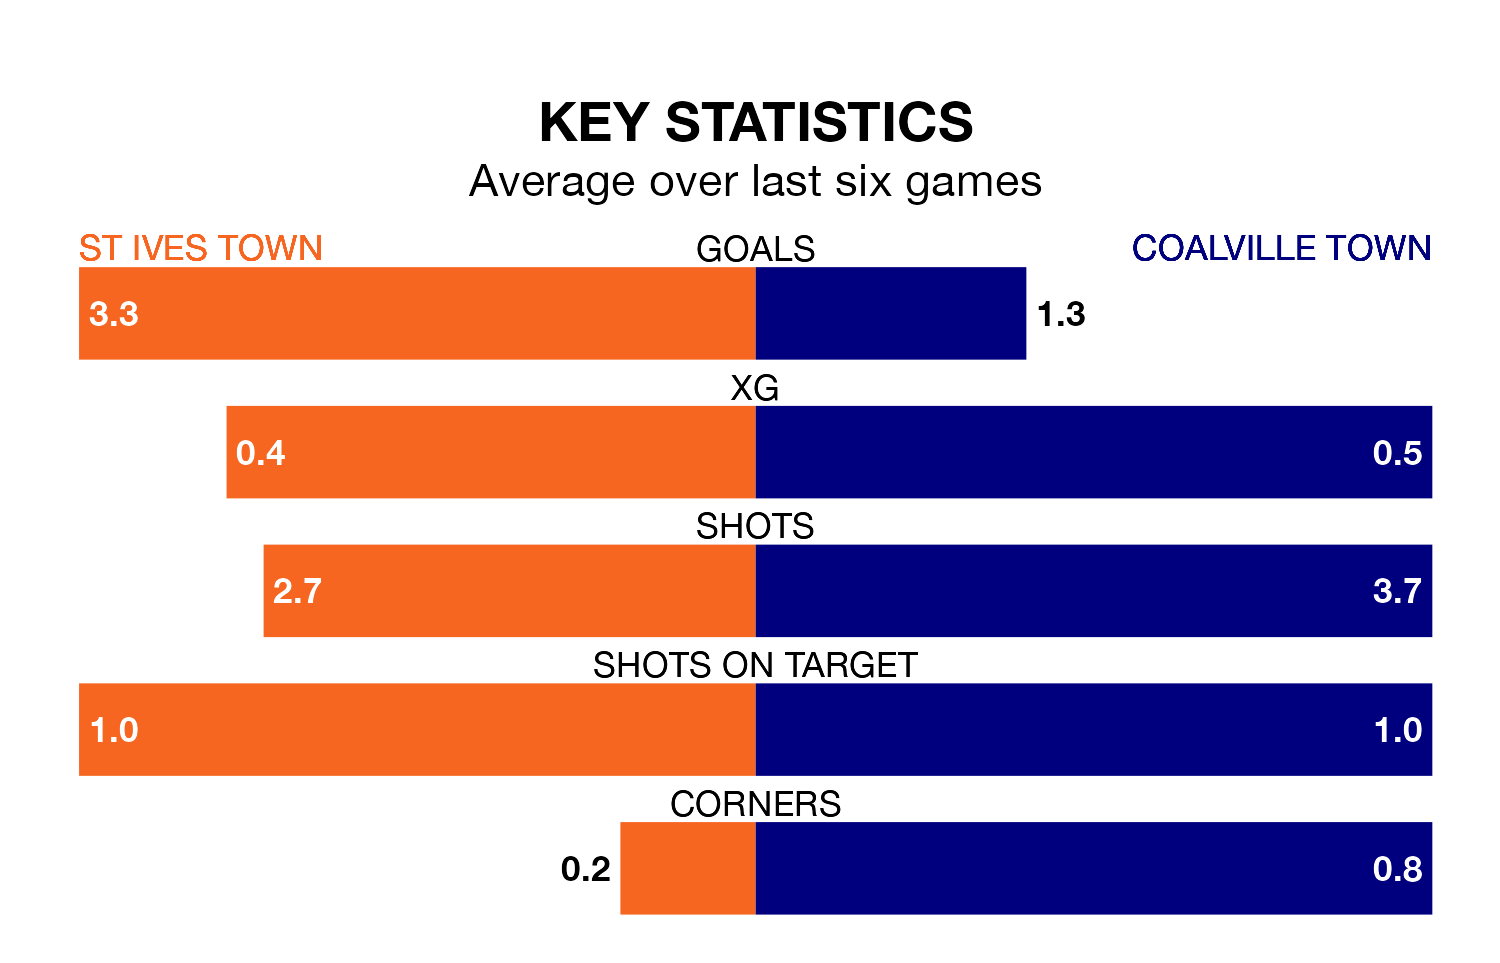 KEY STATISTICS
Average over last six games
ST IVES TOWN GOALS COALVILLE TOWN
3.3 1.3
XG
0.4 0.5
SHOTS
2.7 3.7
SHOTS ON TARGET
1.0 1.0
CORNERS
0.2 0.8